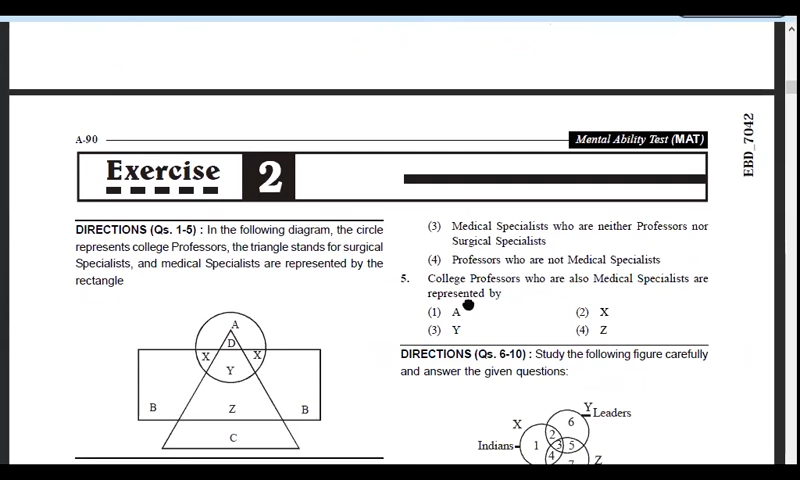 A-90
Mental Ability Test (MAT)
EBD_7042
Exercise 2
DIRECTIONS (Qs. 1-5) : In the following diagram, the circle
represents college Professors, the triangle stands for surgical
Specialists, and medical Specialists are represented by the
rectangle
A
D
X X
Y
B Z B
C
(3) Medical Specialists who are neither Professors nor
Surgical Specialists
(4) Professors who are not Medical Specialists
5. College Professors who are also Medical Specialists are
represented by
(1) A (2) X
(3) Y (4) Z
DIRECTIONS (Qs. 6-10) : Study the following figure carefully
and answer the given questions:
Y
Leaders
X 6
2
Indians 1 3 5
4 Z
7